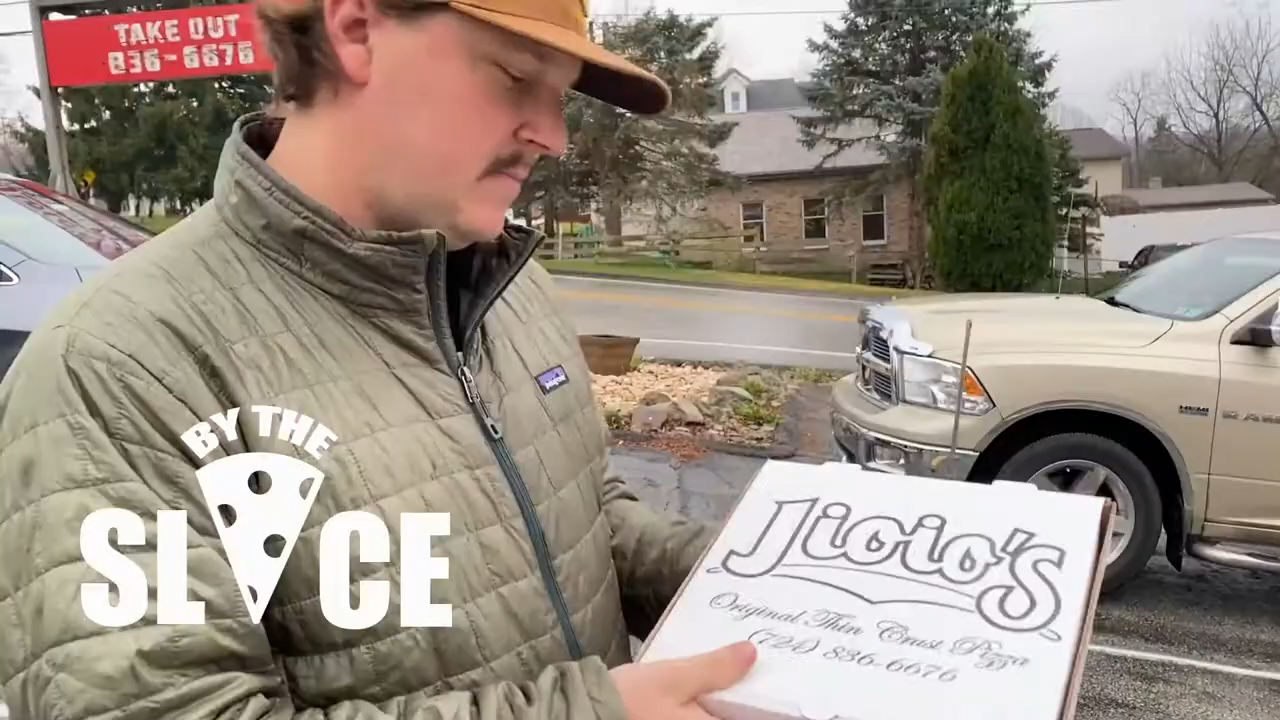 TAKE OUT
836-6676
patagonia
BY THE
SLICE
HEMI
RAM
Jioio's
Original Thin Crust Pizza
(724) 836-6676